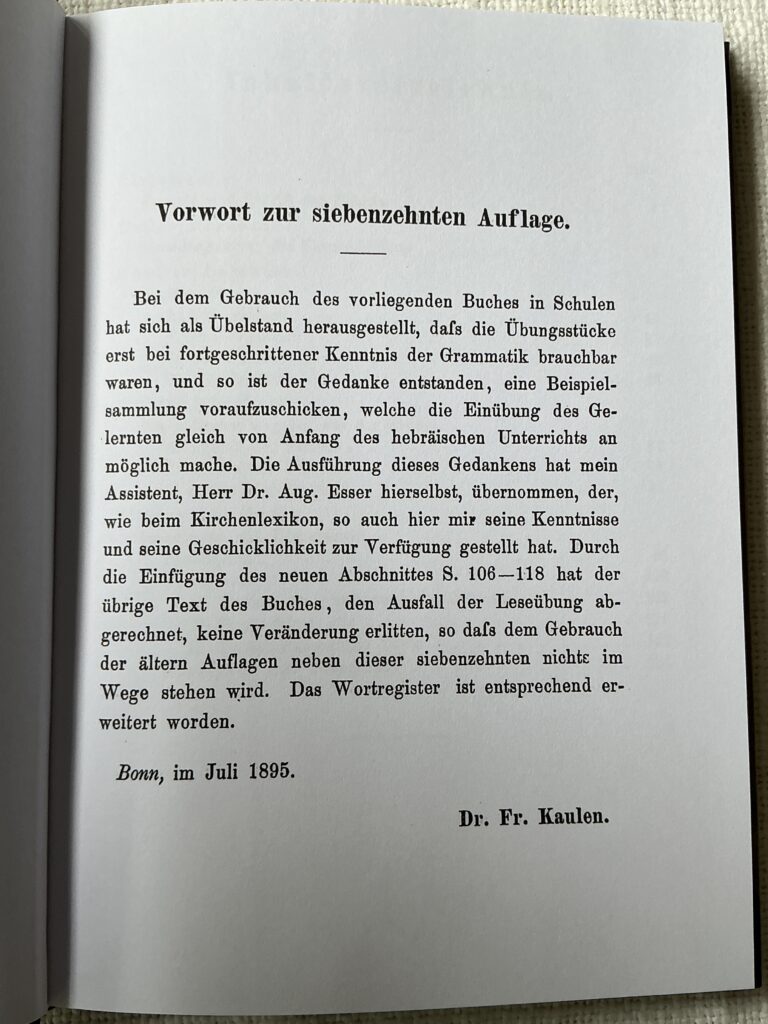 Vorwort zur siebenzehnten Auflage.
Bei dem Gebrauch des vorliegenden Buches in Schulen
hat sich als Übelstand herausgestellt, dafs die Übungsstücke
erst bei fortgeschrittener Kenntnis der Grammatik brauchbar
waren, und so ist der Gedanke entstanden, eine Beispiel-
sammlung voraufzuschicken, welche die Einübung des Ge-
lernten gleich von Anfang des hebräischen Unterrichts an
möglich mache. Die Ausführung dieses Gedankens hat mein
Assistent, Herr Dr. Aug. Esser hierselbst, übernommen, der,
wie beim Kirchenlexikon, so auch hier mir seine Kenntnisse
und seine Geschicklichkeit zur Verfügung gestellt hat. Durch
die Einfügung des neuen Abschnittes S. 106—118 hat der
übrige Text des Buches, den Ausfall der Leseübung ab-
gerechnet, keine Veränderung erlitten, so dafs dem Gebrauch
der ältern Auflagen neben dieser siebenzehnten nichts im
Wege stehen wird. Das Wortregister ist entsprechend er-
weitert worden.
Bonn, im Juli 1895.
Dr. Fr. Kaulen.